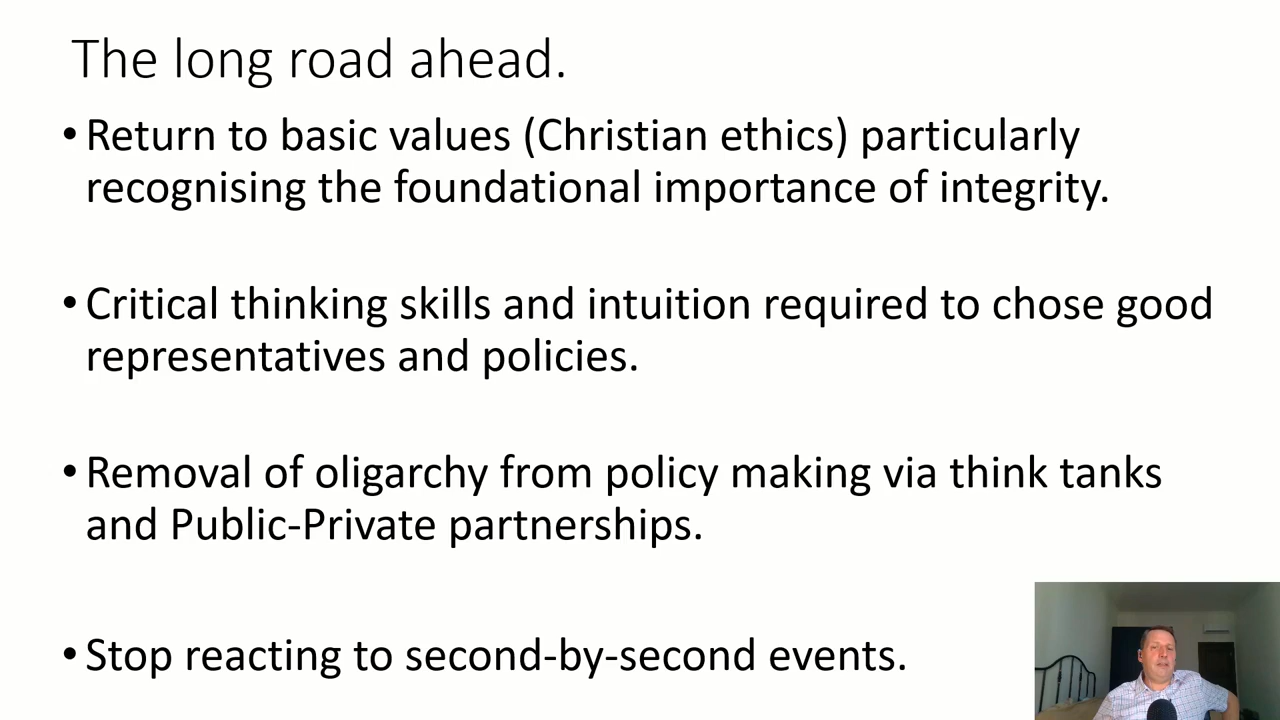 The long road ahead.
• Return to basic values (Christian ethics) particularly
recognising the foundational importance of integrity.
• Critical thinking skills and intuition required to chose good
representatives and policies.
• Removal of oligarchy from policy making via think tanks
and Public-Private partnerships.
• Stop reacting to second-by-second events.